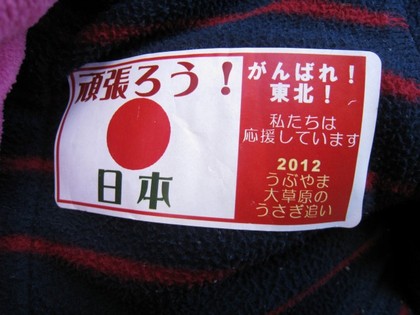 頑張ろう！
日本
がんばれ！
東北！
私たちは
応援しています
2012
うぶやま
大草原の
うさぎ追い